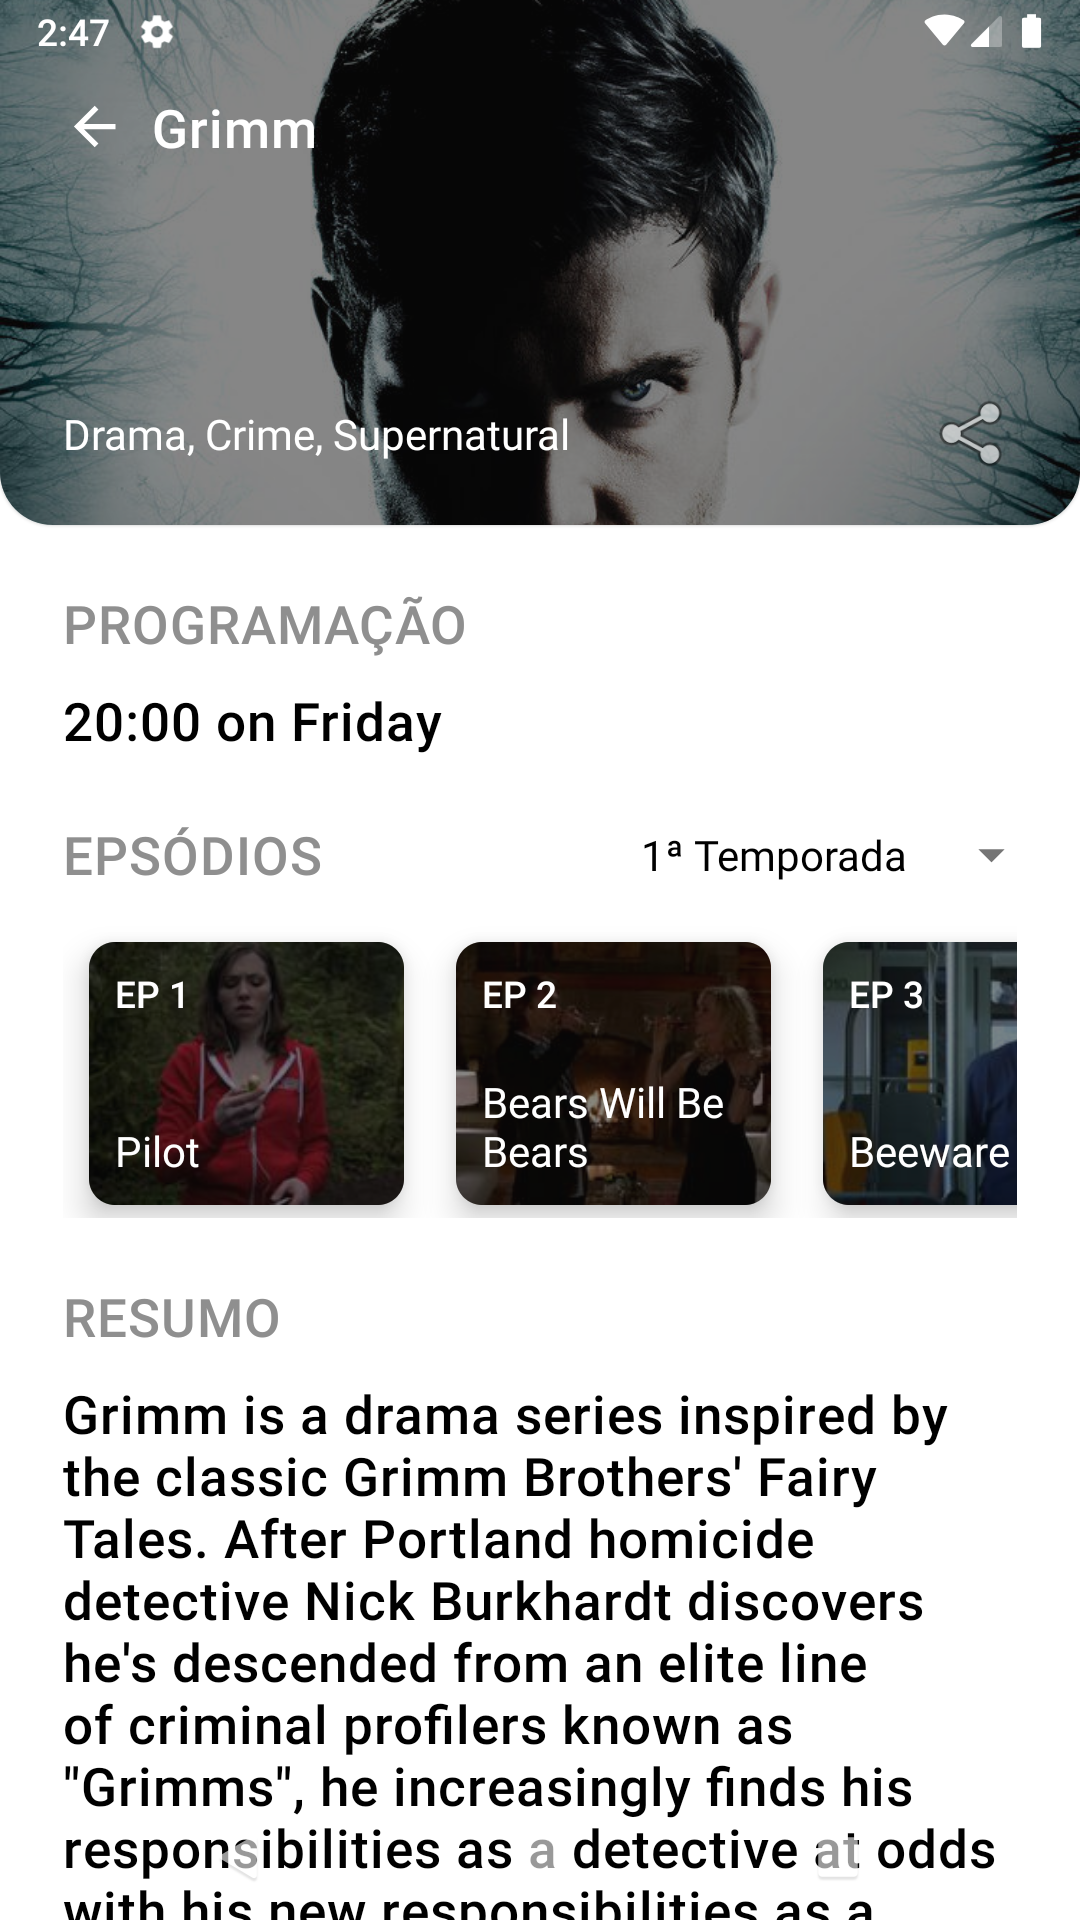 2:47
Grimm
Drama, Crime, Supernatural
PROGRAMAÇÃO
20:00 on Friday
EPSÓDIOS
1ª Temporada
EP 1
Pilot
EP 2
Bears Will Be
Bears
EP 3
Beeware
RESUMO
Grimm is a drama series inspired by
the classic Grimm Brothers' Fairy
Tales. After Portland homicide
detective Nick Burkhardt discovers
he's descended from an elite line
of criminal profilers known as
"Grimms", he increasingly finds his
responsibilities as a detective at odds
with his new responsibilities as a